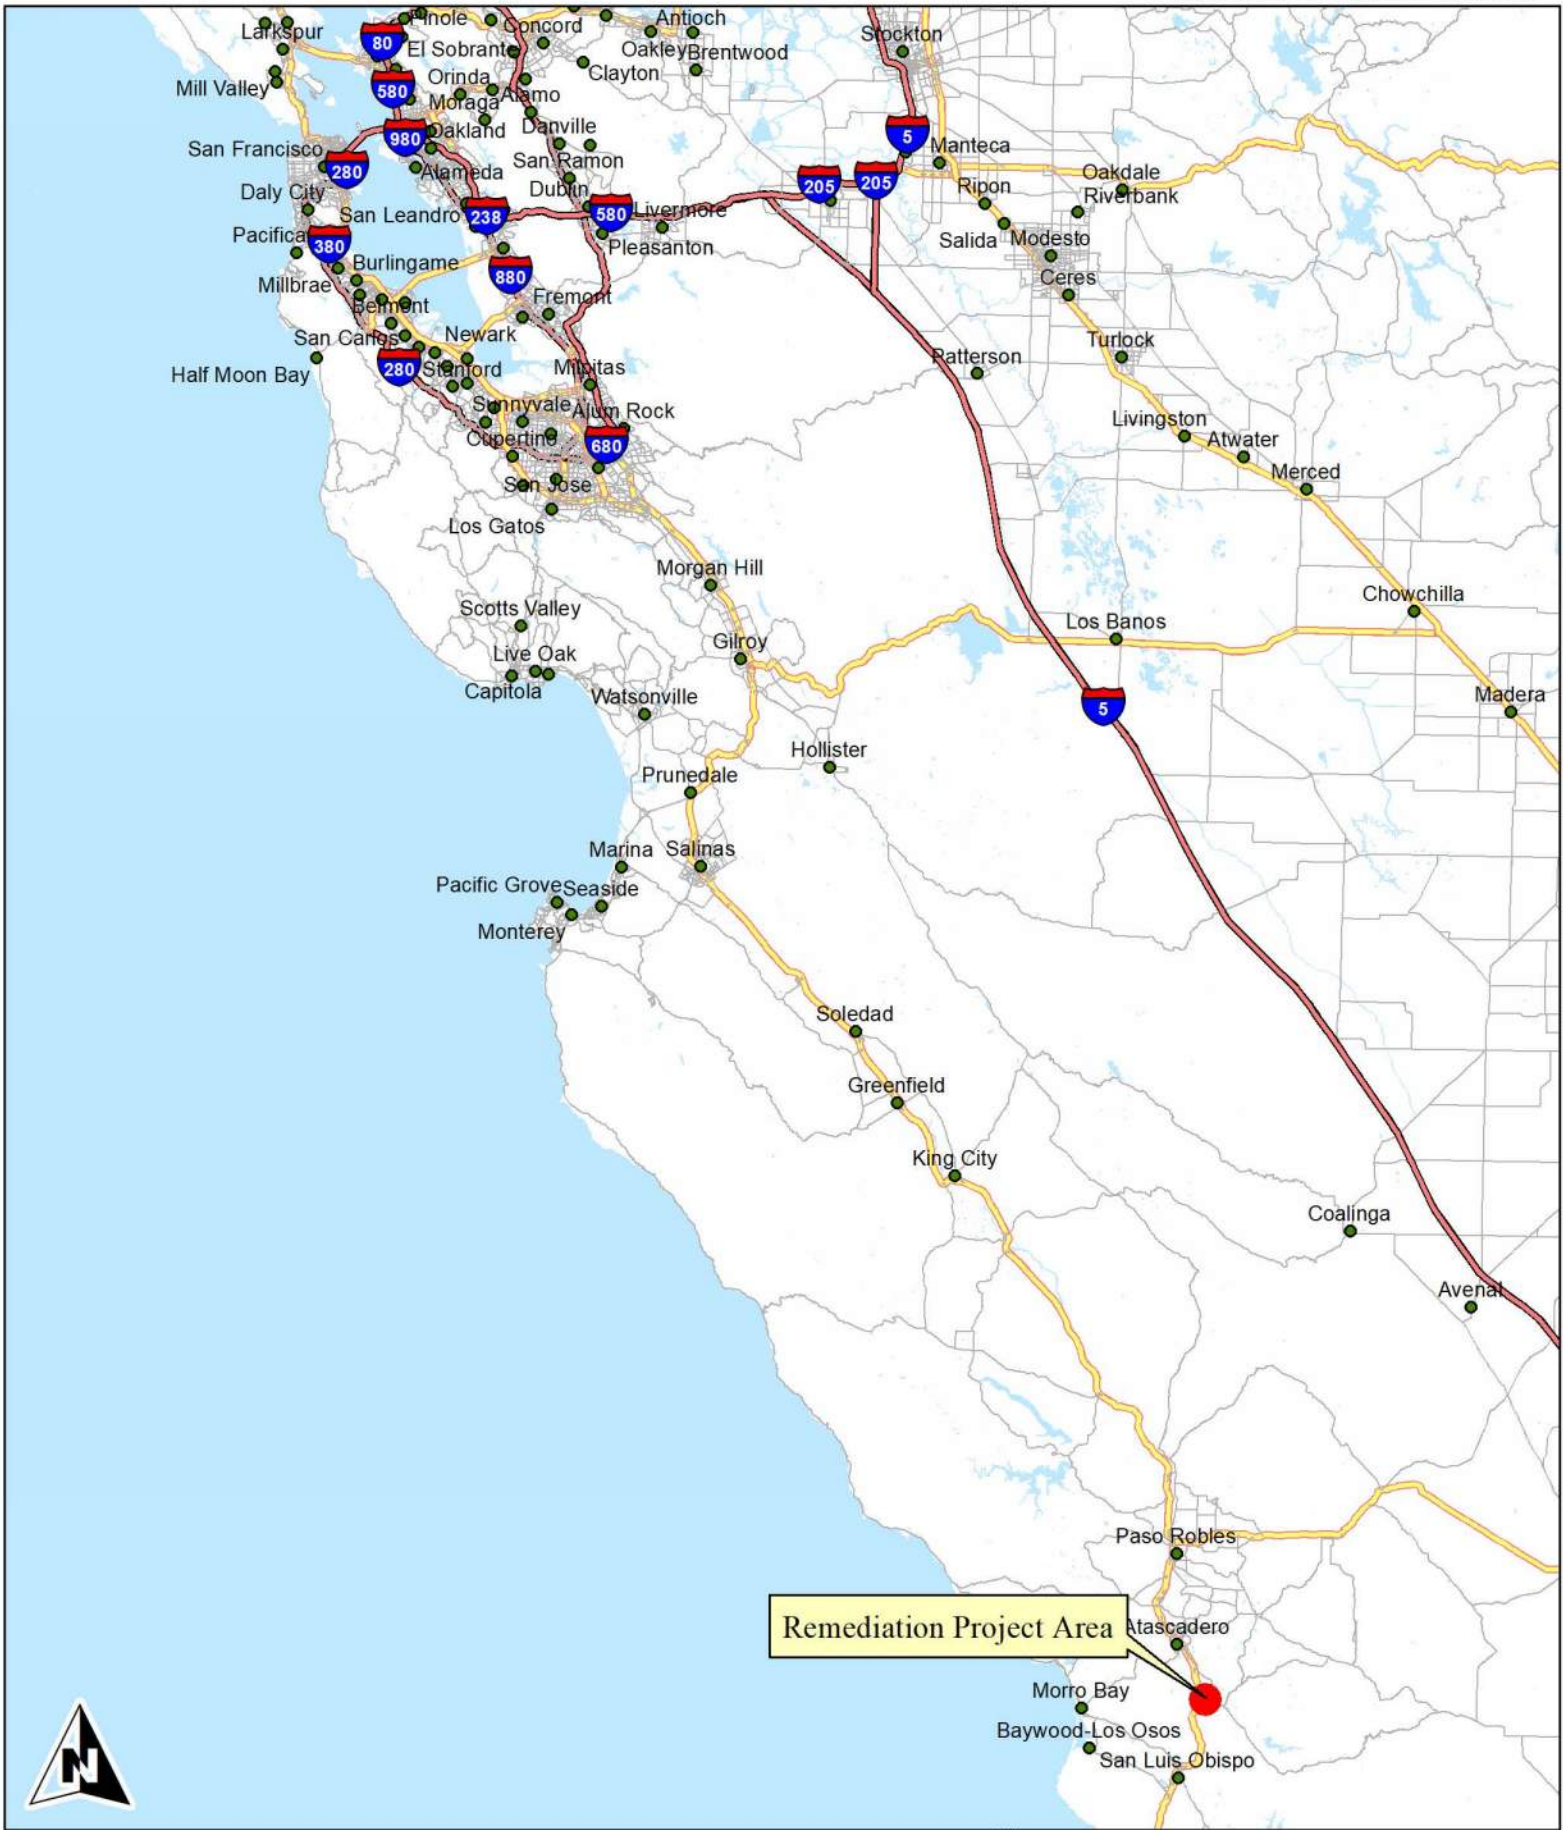 Larkspur
Pinole
Concord
Antioch
Stockton
80
El Sobrante
Oakley
Brentwood
Mill Valley
580
Orinda
Clayton
Moraga
Alamo
980
Oakland
Danville
5
Manteca
San Francisco
280
Alameda
San Ramon
205
205
Oakdale
Daly City
San Leandro
238
Dublin
580
Livermore
Ripon
Riverbank
Pacifica
380
Pleasanton
Salida
Modesto
Burlingame
880
Millbrae
Ceres
Belmont
Fremont
San Carlos
Newark
Turlock
Patterson
Half Moon Bay
280
Stanford
Milpitas
Sunnyvale
Alum Rock
Livingston
Cupertino
680
Atwater
Merced
San Jose
Los Gatos
Morgan Hill
Chowchilla
Scotts Valley
Los Banos
Live Oak
Gilroy
Capitola
Watsonville
5
Madera
Hollister
Prunedale
Marina
Salinas
Pacific Grove
Seaside
Monterey
Soledad
Greenfield
King City
Coalinga
Avenal
Paso Robles
Remediation Project Area
Atascadero
Morro Bay
Baywood-Los Osos
San Luis Obispo
N